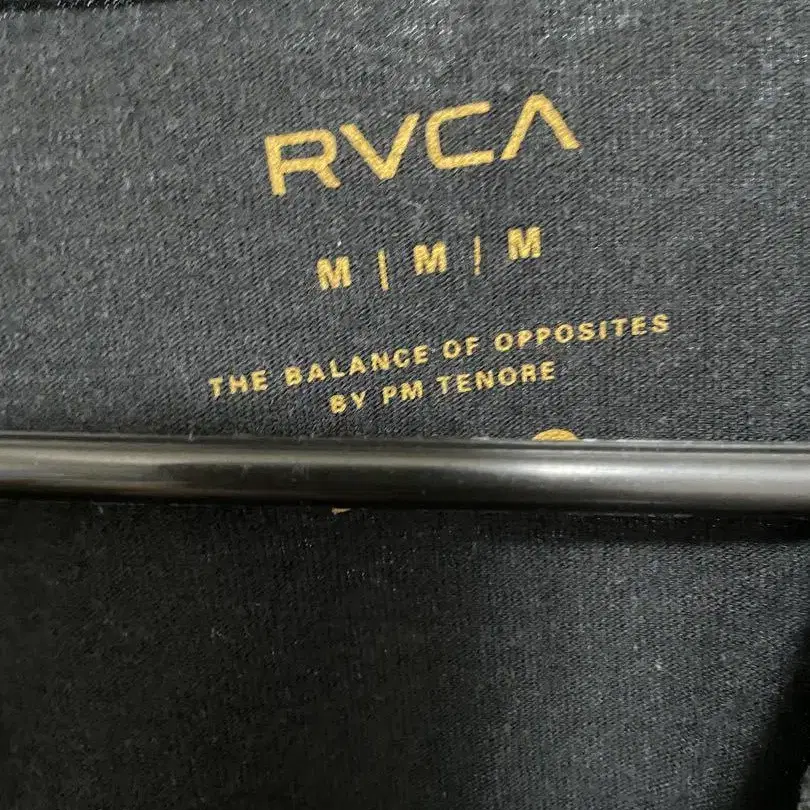 RVCA
M | M | M
THE BALANCE OF OPPOSITES
BY PM TENORE